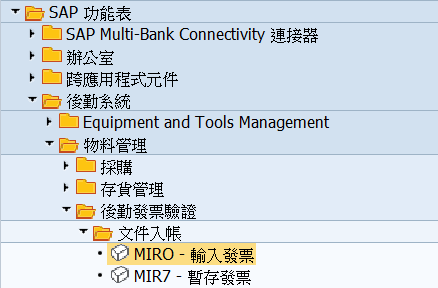 SAP 功能表
SAP Multi-Bank Connectivity 連接器
辦公室
跨應用程式元件
後勤系統
Equipment and Tools Management
物料管理
採購
存貨管理
後勤發票驗證
文件入帳
MIRO - 輸入發票
MIR7 - 暫存發票